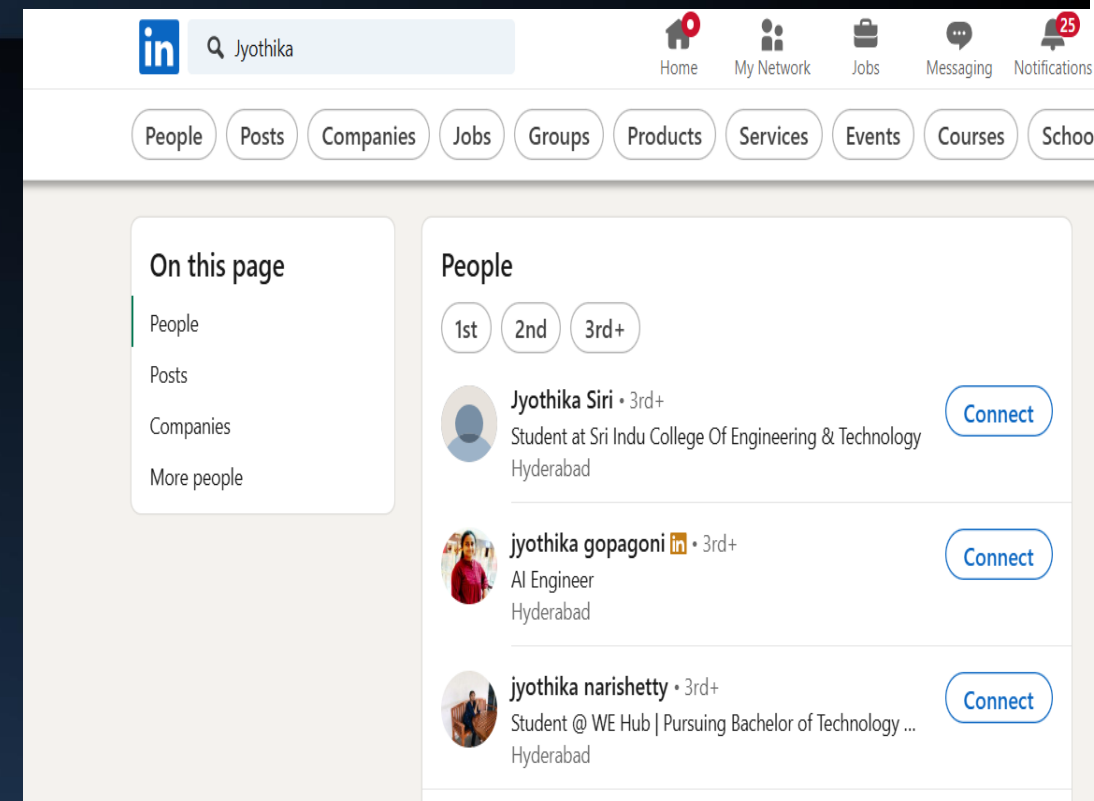 in Jyothika
Home My Network Jobs Messaging 25 Notifications
People Posts Companies Jobs Groups Products Services Events Courses Schoo
On this page
People
Posts
Companies
More people
People
1st 2nd 3rd+
Jyothika Siri • 3rd+
Student at Sri Indu College Of Engineering & Technology
Hyderabad
Connect
jyothika gopagoni in • 3rd+
AI Engineer
Hyderabad
Connect
jyothika narishetty • 3rd+
Student @ WE Hub | Pursuing Bachelor of Technology ...
Hyderabad
Connect